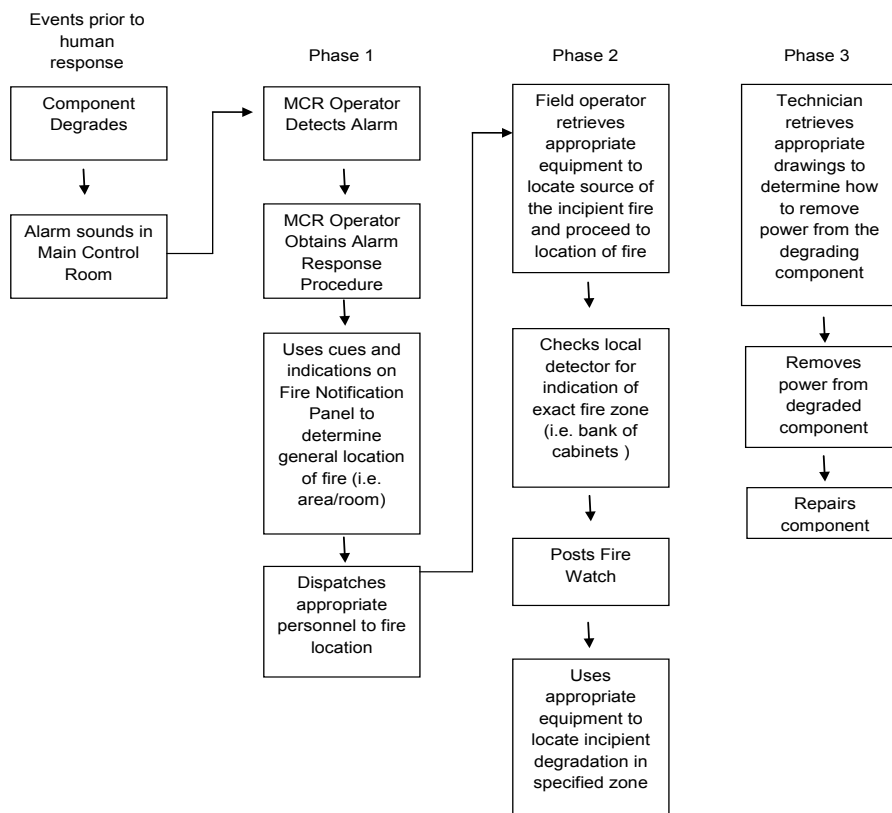 Events prior to
human
response
Component
Degrades
Alarm sounds in
Main Control
Room
Phase 1
MCR Operator
Detects Alarm
MCR Operator
Obtains Alarm
Response
Procedure
Uses cues and
indications on
Fire Notification
Panel to
determine
general location
of fire (i.e.
area/room)
Dispatches
appropriate
personnel to fire
location
Phase 2
Field operator
retrieves
appropriate
equipment to
locate source of
the incipient fire
and proceed to
location of fire
Checks local
detector for
indication of
exact fire zone
(i.e. bank of
cabinets )
Posts Fire
Watch
Uses
appropriate
equipment to
locate incipient
degradation in
specified zone
Phase 3
Technician
retrieves
appropriate
drawings to
determine how
to remove
power from the
degrading
component
Removes
power from
degraded
component
Repairs
component